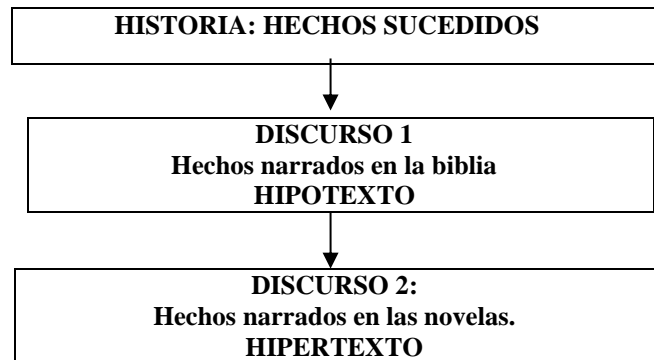 HISTORIA: HECHOS SUCEDIDOS
DISCURSO 1
Hechos narrados en la biblia
HIPOTEXTO
DISCURSO 2:
Hechos narrados en las novelas.
HIPERTEXTO